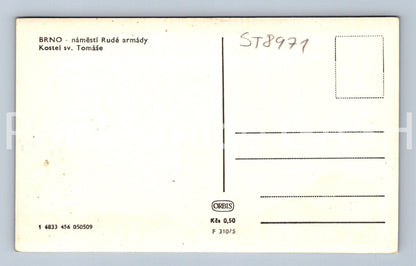 BRNO - náměstí Rudé armády
Kostel sv. Tomáše
ST8971
ORBIS
Kčs 0,50
F 310/5
1 4833 456 050509